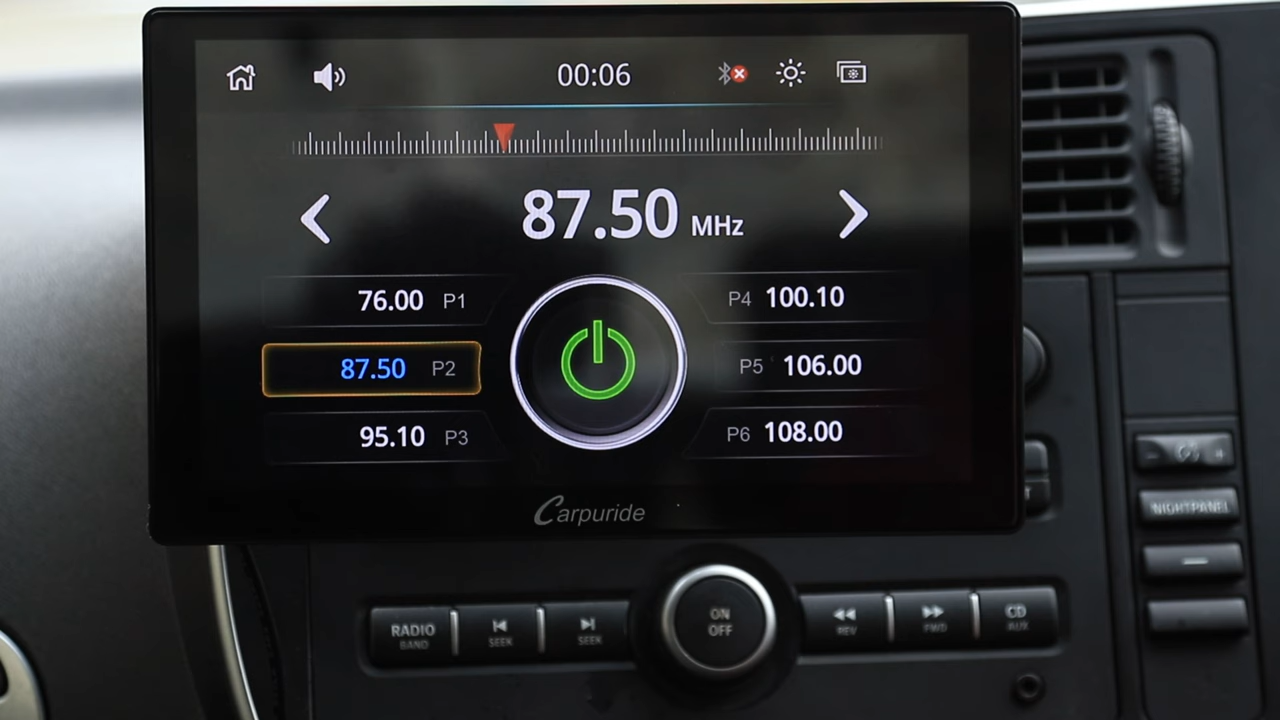 00:06
87.50 MHz
76.00 P1
P4 100.10
87.50 P2
P5 106.00
95.10 P3
P6 108.00
Carpuride
NIGHTPANEL
RADIO
BAND
SEEK
SEEK
ON
OFF
REV
FWD
CD
AUX